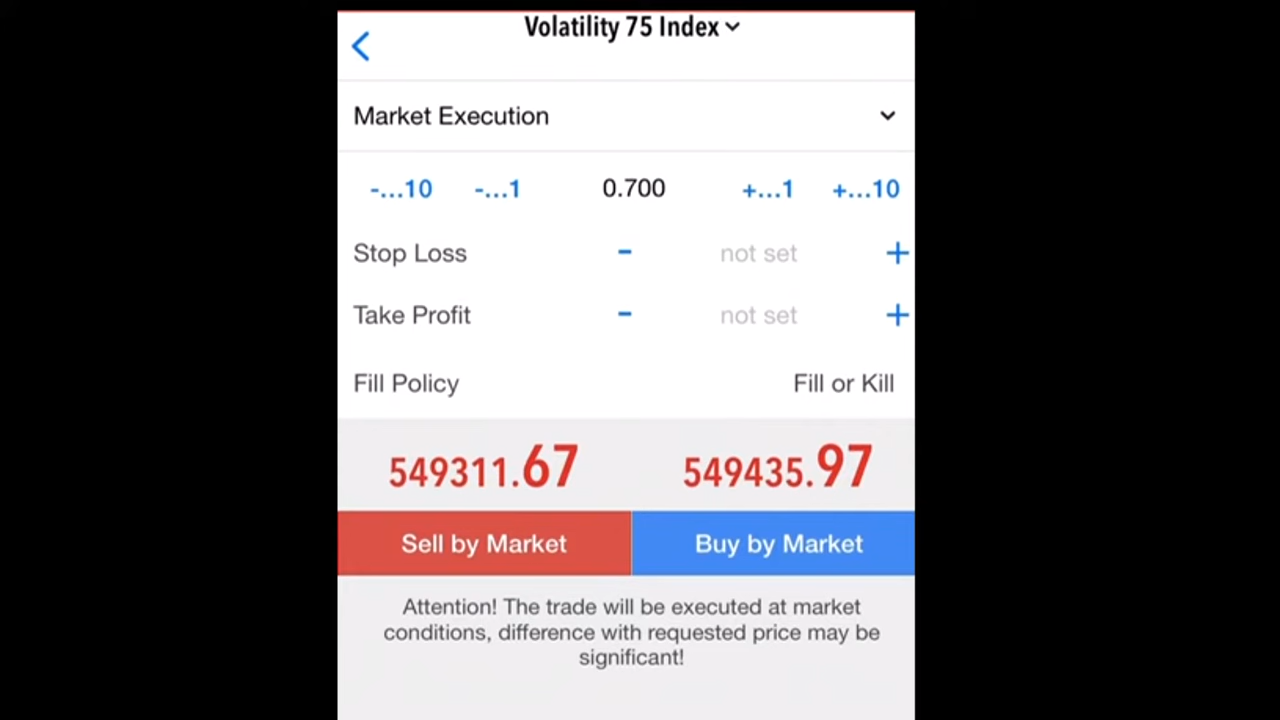 Volatility 75 Index
Market Execution
-...10 -...1 0.700 +...1 +...10
Stop Loss - not set +
Take Profit - not set +
Fill Policy Fill or Kill
549311.67 549435.97
Sell by Market Buy by Market
Attention! The trade will be executed at market
conditions, difference with requested price may be
significant!